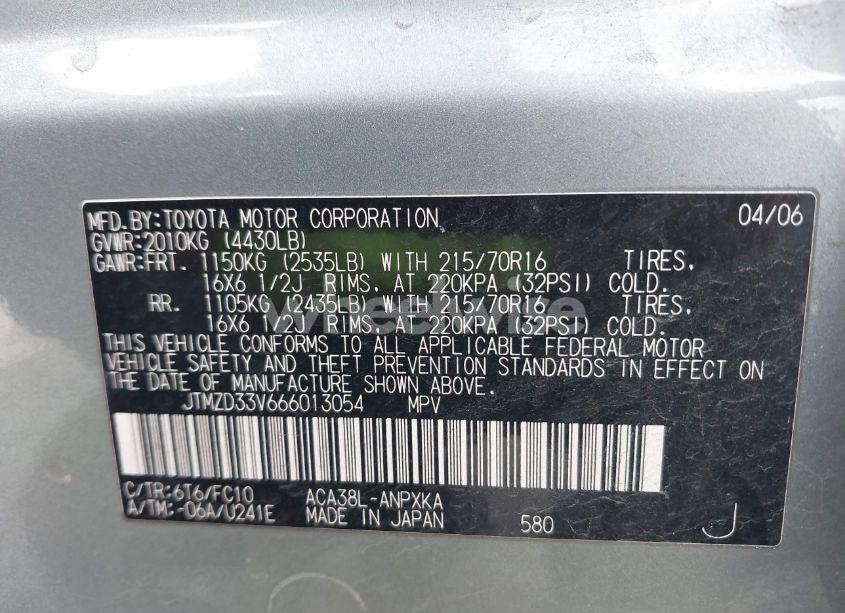 MFD.BY:TOYOTA MOTOR CORPORATION 04/06
GVWR:2010KG (4430LB)
GAWR:FRT. 1150KG (2535LB) WITH 215/70R16 TIRES,
16X6 1/2J RIMS, AT 220KPA (32PSI) COLD.
RR. 1105KG (2435LB) WITH 215/70R16 TIRES,
16X6 1/2J RIMS, AT 220KPA (32PSI) COLD.
THIS VEHICLE CONFORMS TO ALL APPLICABLE FEDERAL MOTOR
VEHICLE SAFETY AND THEFT PREVENTION STANDARDS IN EFFECT ON
THE DATE OF MANUFACTURE SHOWN ABOVE.
JTMZD33V666013054 MPV
C/TR:6T6/FC10 ACA38L-ANPXKA
A/TM:-06A/U241E MADE IN JAPAN 580 J